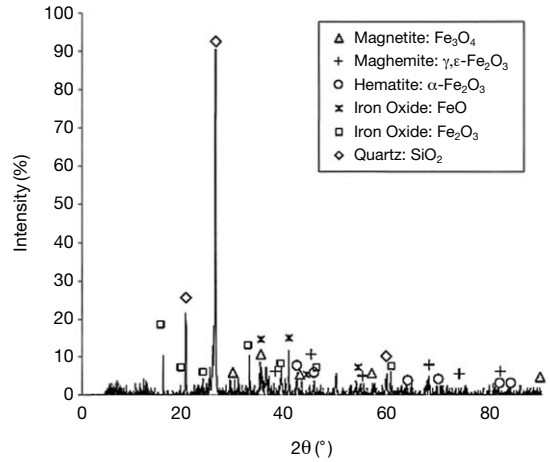 100
90
80
70
60
50
40
30
20
10
0
Intensity (%)
0 20 40 60 80
2θ (°)
Magnetite: Fe₃O₄
Maghemite: γ,ε-Fe₂O₃
Hematite: α-Fe₂O₃
Iron Oxide: FeO
Iron Oxide: Fe₂O₃
Quartz: SiO₂